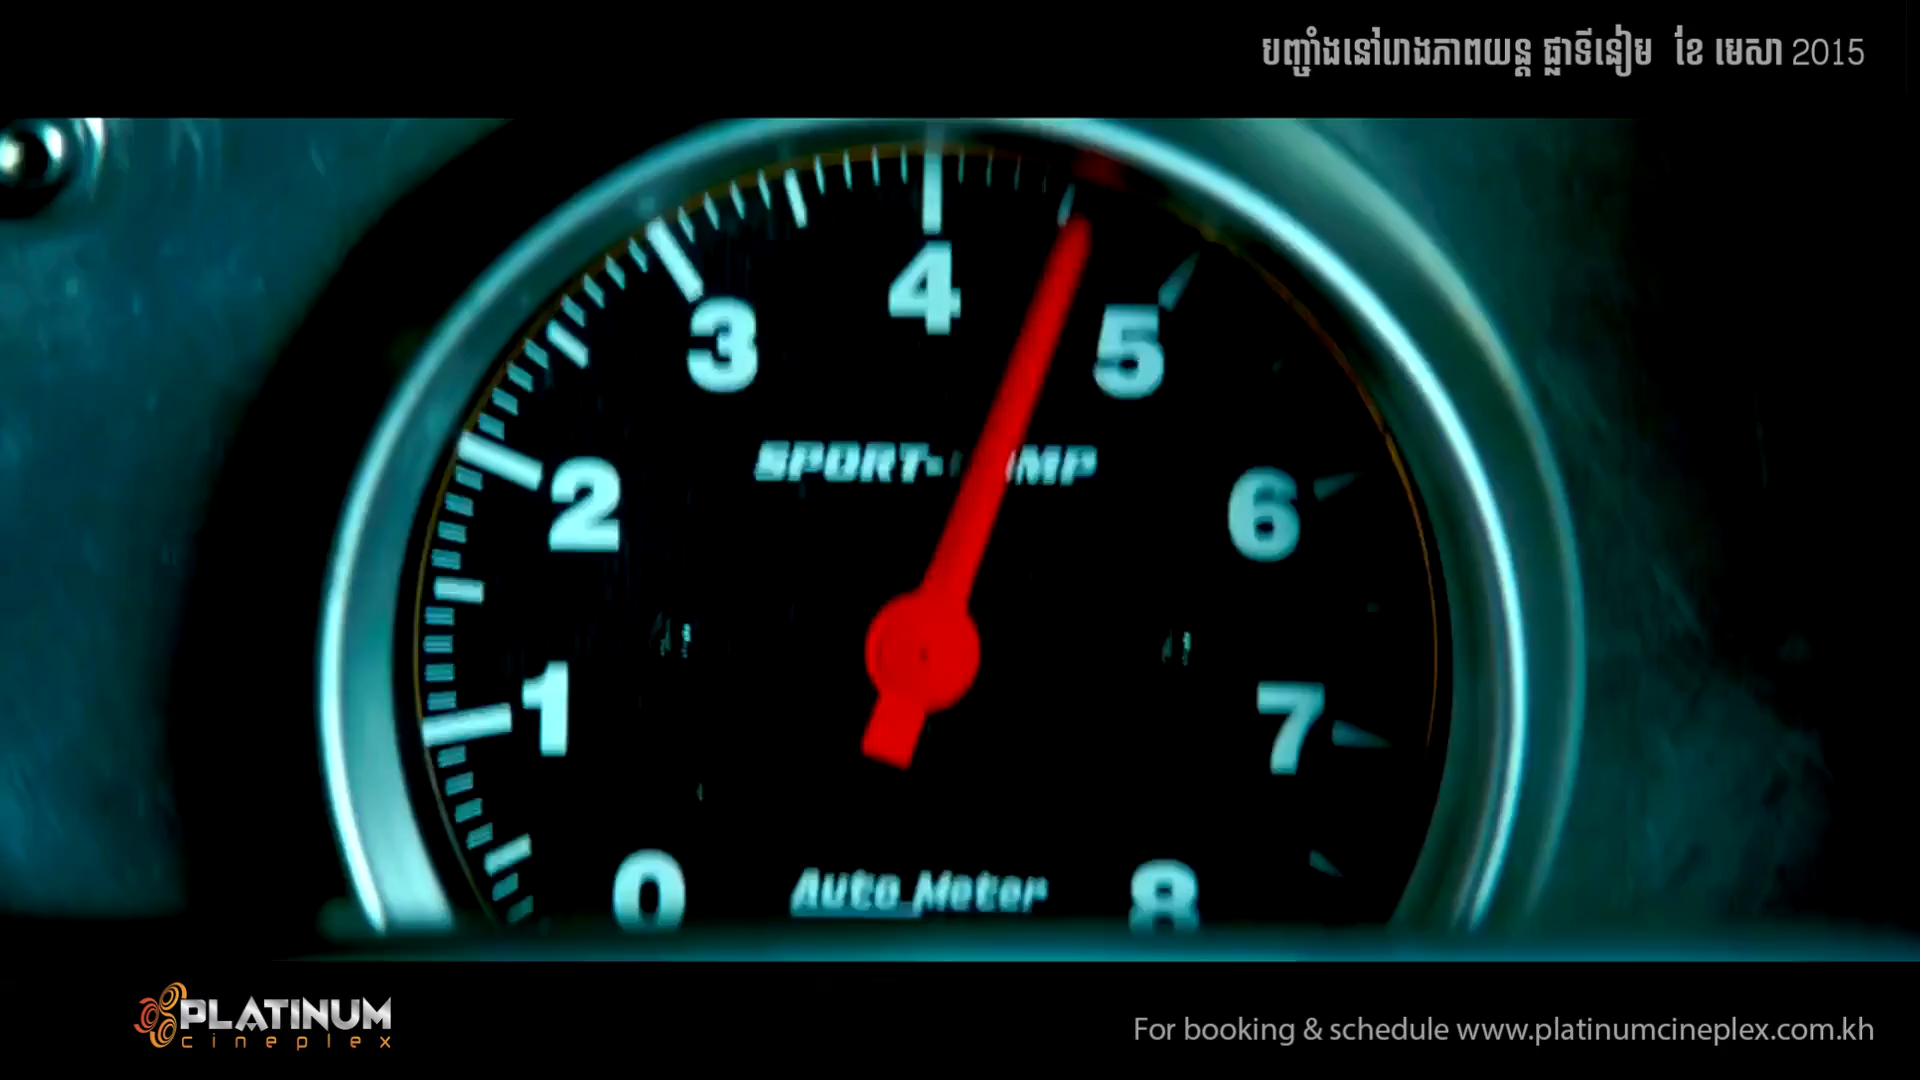 បញ្ចាំងនៅរោងភាពយន្ត ផ្លាទីនៀម ខែ មេសា 2015
4
3
5
SPORT-
MP
2
6
1
7
0
Auto Meter
8
PLATINUM
cineplex
For booking & schedule www.platinumcineplex.com.kh